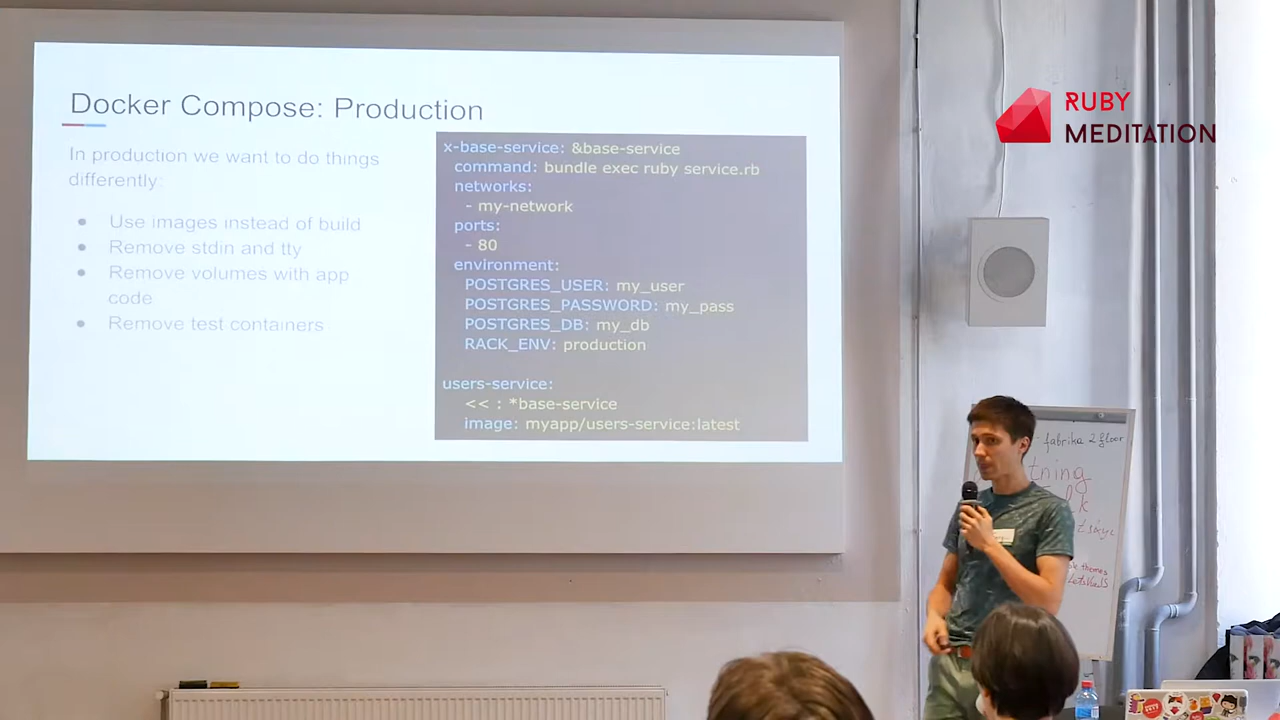 Docker Compose: Production
In production we want to do things
differently:
● Use images instead of build
● Remove stdin and tty
● Remove volumes with app
code
● Remove test containers
x-base-service: &base-service
command: bundle exec ruby service.rb
networks:
- my-network
ports:
- 80
environment:
POSTGRES_USER: my_user
POSTGRES_PASSWORD: my_pass
POSTGRES_DB: my_db
RACK_ENV: production
users-service:
<< : *base-service
image: myapp/users-service:latest
RUBY
MEDITATION
fabrika 2 floor
themes